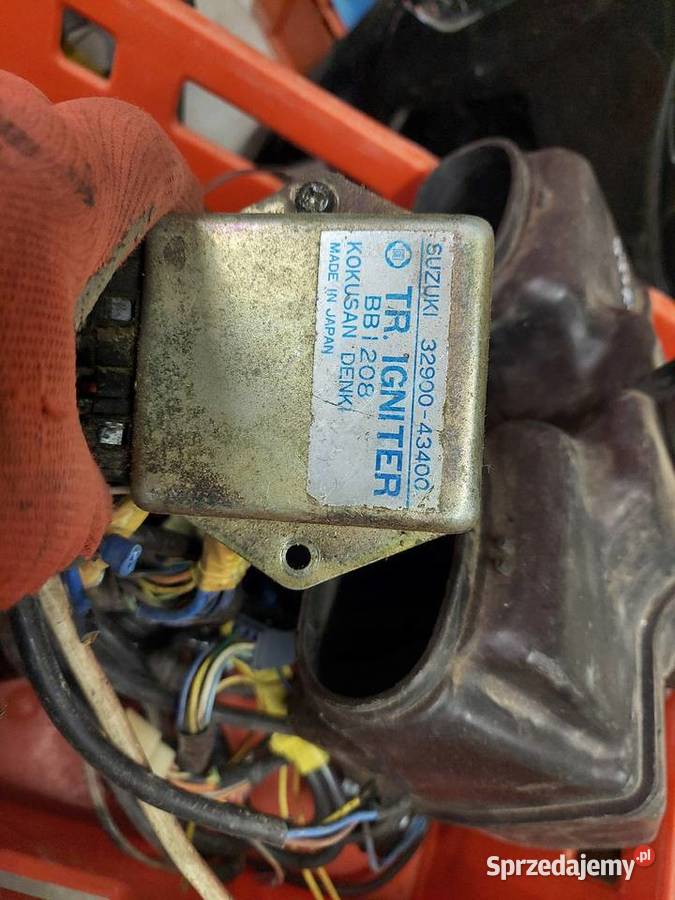 SUZUKI 32900-43400
TR. IGNITER
BB1208
KOKUSAN DENKI
MADE IN JAPAN
Sprzedajemy.pl